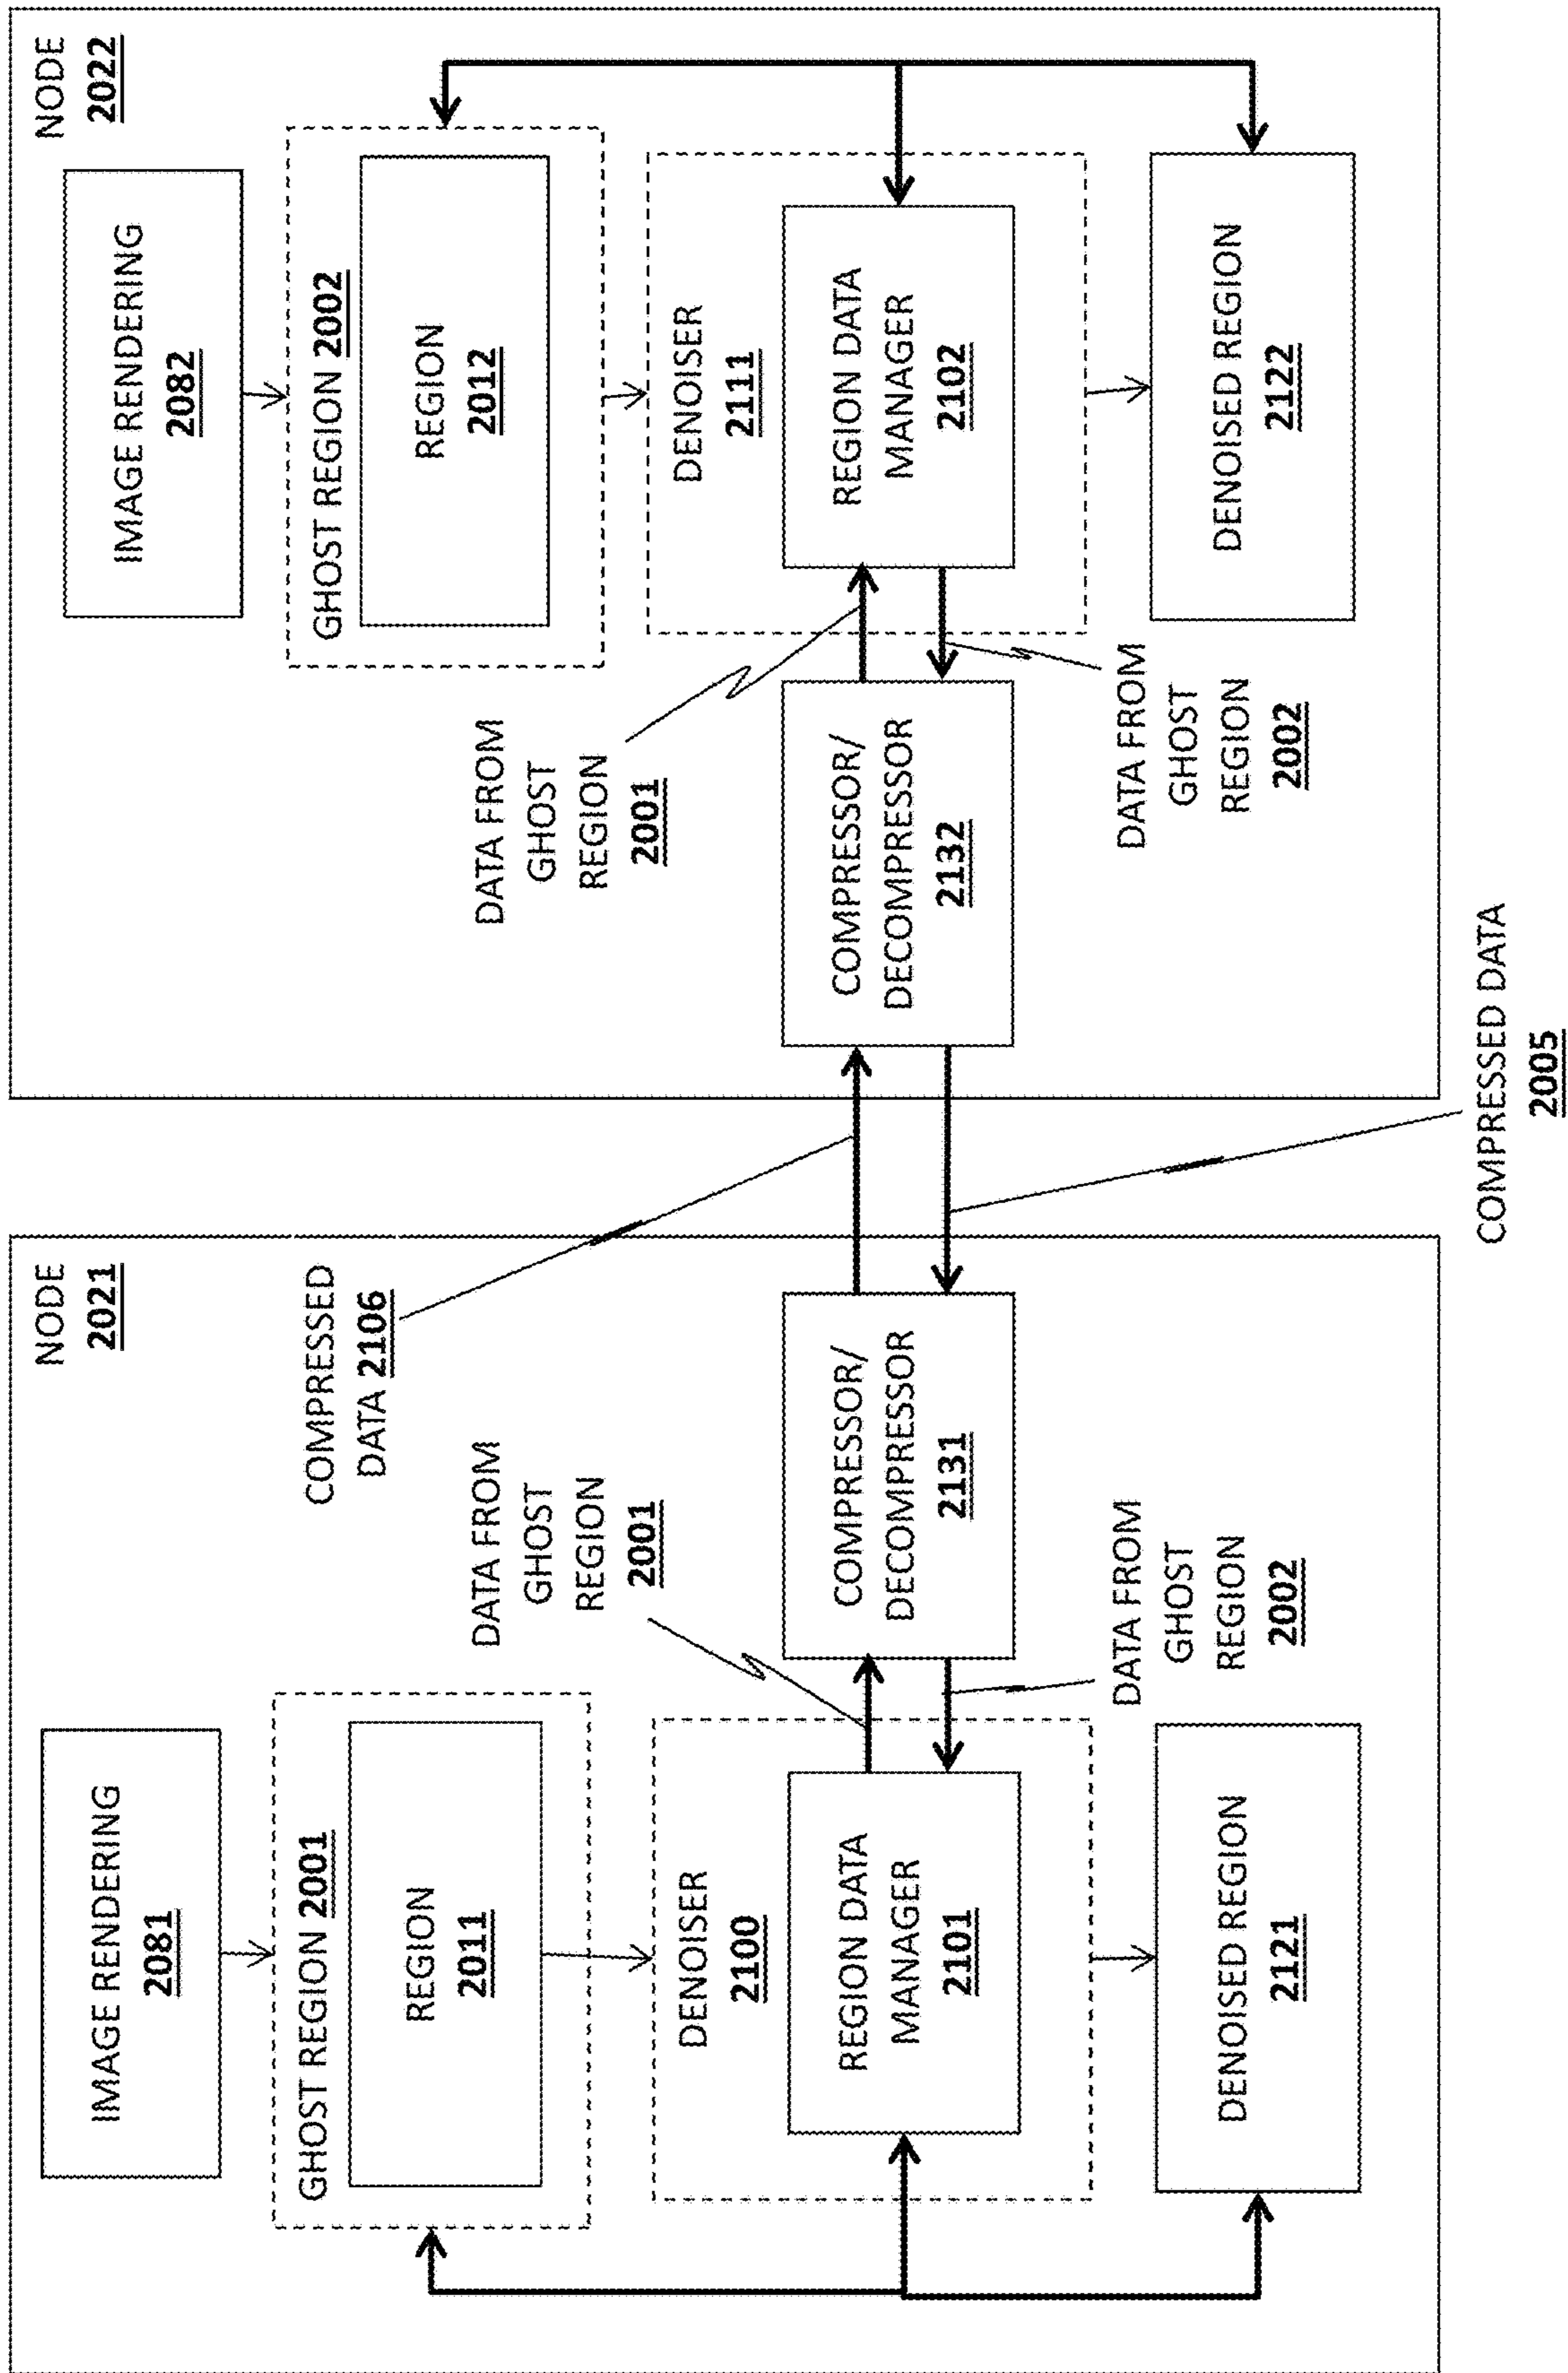 NODE
2021
IMAGE RENDERING
2081
GHOST REGION 2001
REGION
2011
COMPRESSED
DATA 2106
DATA FROM
GHOST
REGION
2001
DENOISER
2100
REGION DATA
MANAGER
2101
COMPRESSOR/
DECOMPRESSOR
2131
DATA FROM
GHOST
REGION
2002
DENOISED REGION
2121
NODE
2022
IMAGE RENDERING
2082
GHOST REGION 2002
REGION
2012
DATA FROM
GHOST
REGION
2001
DENOISER
2111
COMPRESSOR/
DECOMPRESSOR
2132
REGION DATA
MANAGER
2102
DATA FROM
GHOST
REGION
2002
DENOISED REGION
2122
COMPRESSED DATA
2005